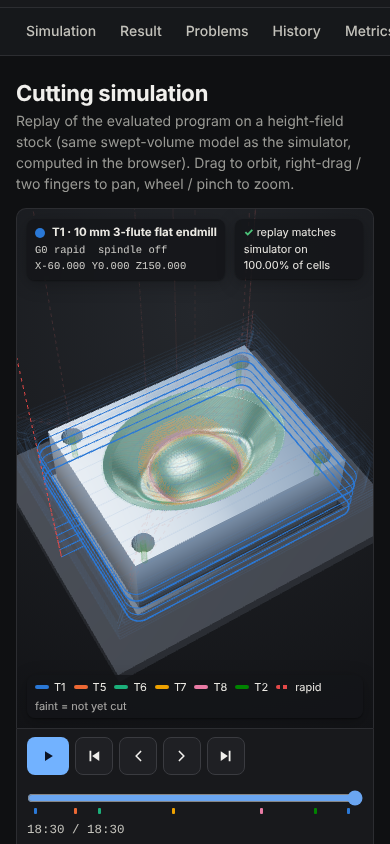 Simulation Result Problems History Metrics
Cutting simulation
Replay of the evaluated program on a height-field
stock (same swept-volume model as the simulator,
computed in the browser). Drag to orbit, right-drag /
two fingers to pan, wheel / pinch to zoom.
T1 · 10 mm 3-flute flat endmill
G0 rapid spindle off
X-60.000 Y0.000 Z150.000
✓ replay matches
simulator on
100.00% of cells
T1 T5 T6 T7 T8 T2 rapid
faint = not yet cut
18:30 / 18:30